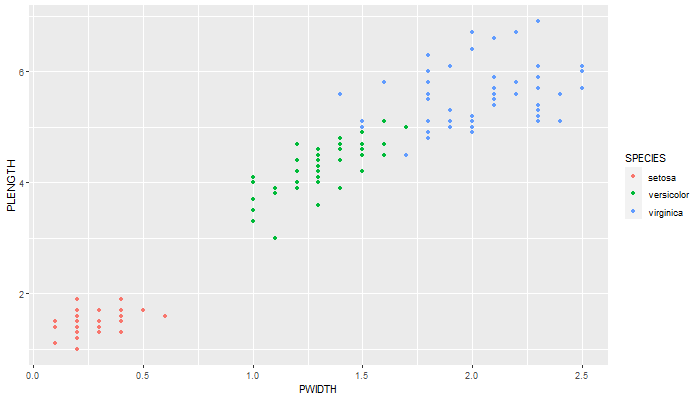 PLENGTH
6
4
2
0.0 0.5 1.0 1.5 2.0 2.5
PWIDTH
SPECIES
setosa
versicolor
virginica